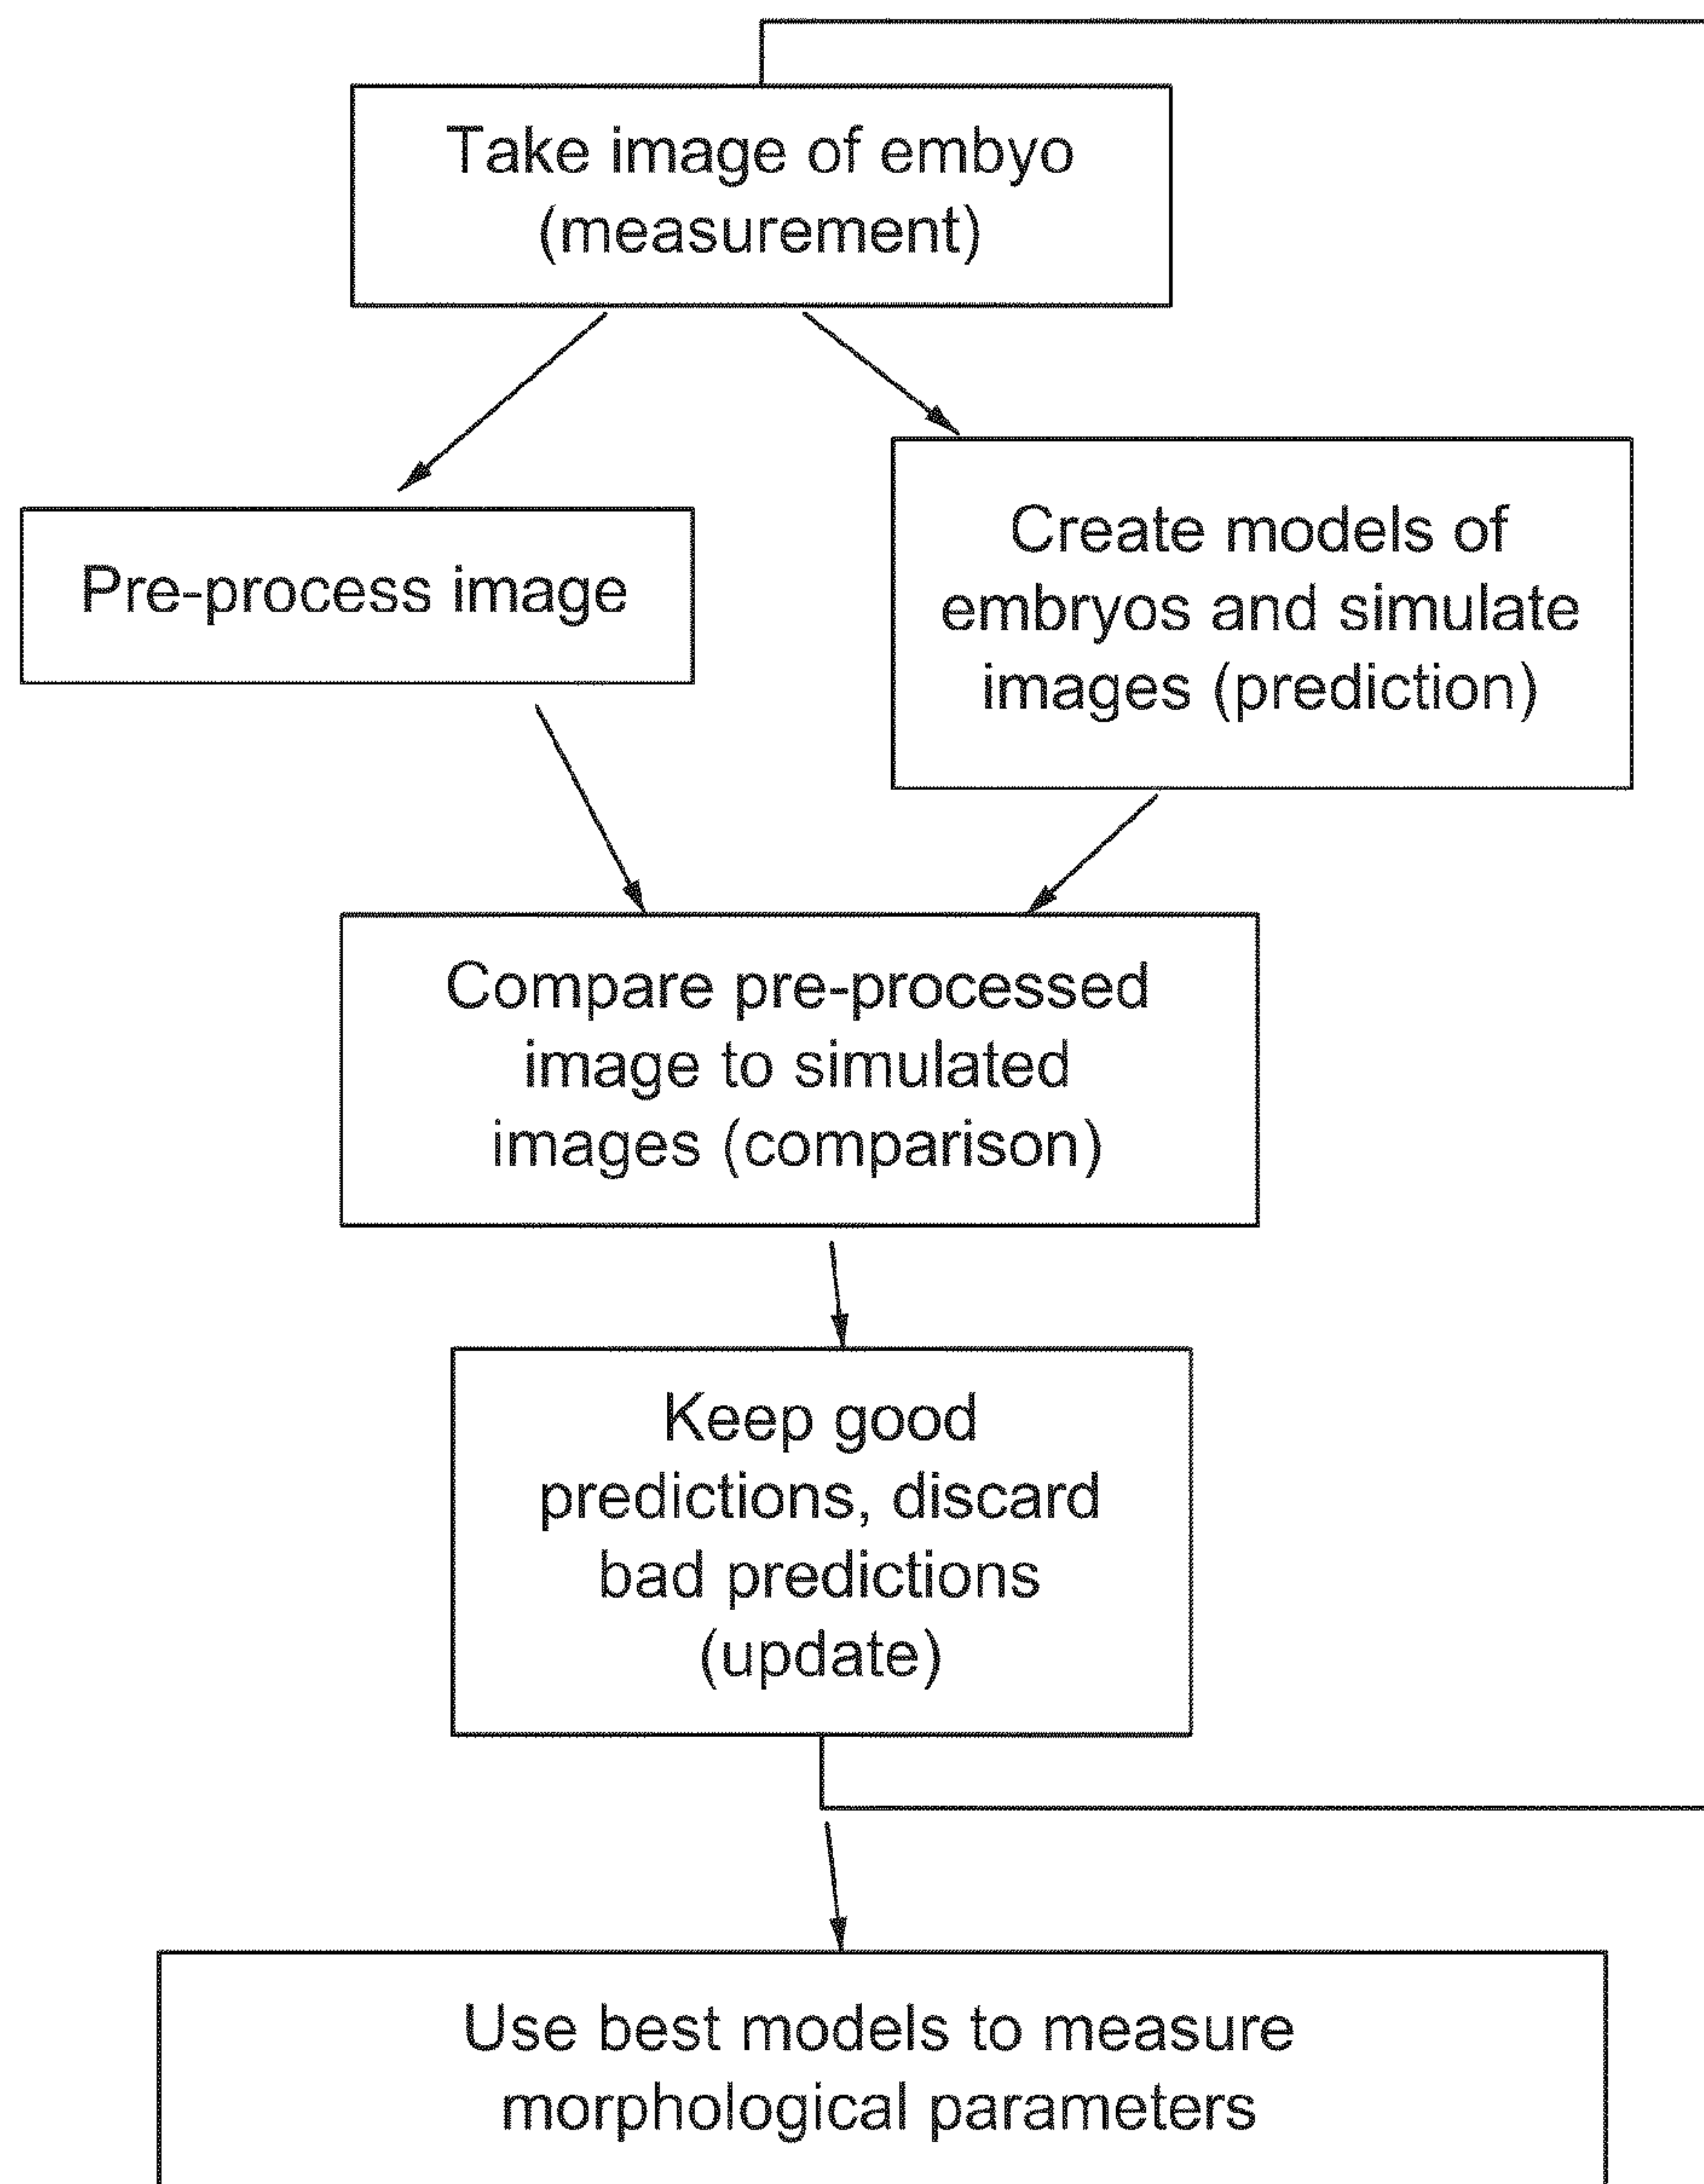 Take image of embyo
(measurement)
Pre-process image
Create models of
embryos and simulate
images (prediction)
Compare pre-processed
image to simulated
images (comparison)
Keep good
predictions, discard
bad predictions
(update)
Use best models to measure
morphological parameters